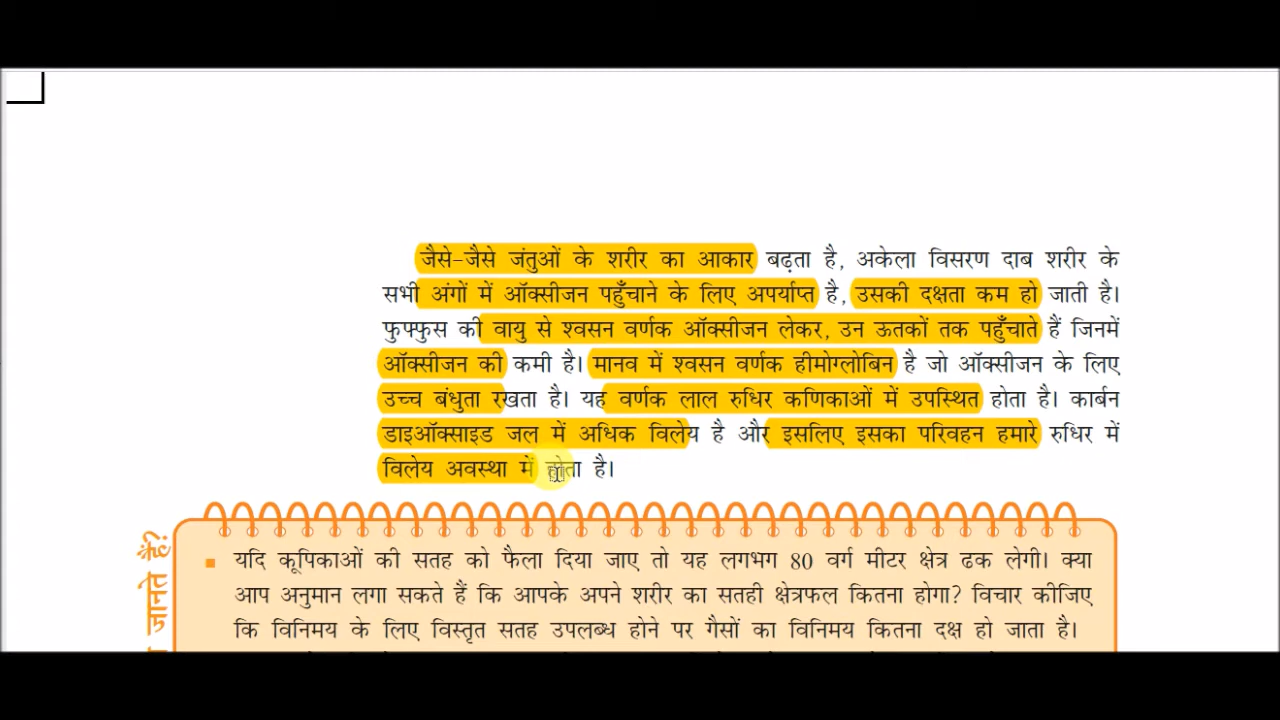 जैसे-जैसे जंतुओं के शरीर का आकार बढ़ता है, अकेला विसरण दाब शरीर के
सभी अंगों में ऑक्सीजन पहुँचाने के लिए अपर्याप्त है, उसकी दक्षता कम हो जाती है।
फुफ्फुस की वायु से श्वसन वर्णक ऑक्सीजन लेकर, उन ऊतकों तक पहुँचाते हैं जिनमें
ऑक्सीजन की कमी है। मानव में श्वसन वर्णक हीमोग्लोबिन है जो ऑक्सीजन के लिए
उच्च बंधुता रखता है। यह वर्णक लाल रुधिर कणिकाओं में उपस्थित होता है। कार्बन
डाइऑक्साइड जल में अधिक विलेय है और इसलिए इसका परिवहन हमारे रुधिर में
विलेय अवस्था में होता है।
जानते हैं?
यदि कूपिकाओं की सतह को फैला दिया जाए तो यह लगभग 80 वर्ग मीटर क्षेत्र ढक लेगी। क्या
आप अनुमान लगा सकते हैं कि आपके अपने शरीर का सतही क्षेत्रफल कितना होगा? विचार कीजिए
कि विनिमय के लिए विस्तृत सतह उपलब्ध होने पर गैसों का विनिमय कितना दक्ष हो जाता है।